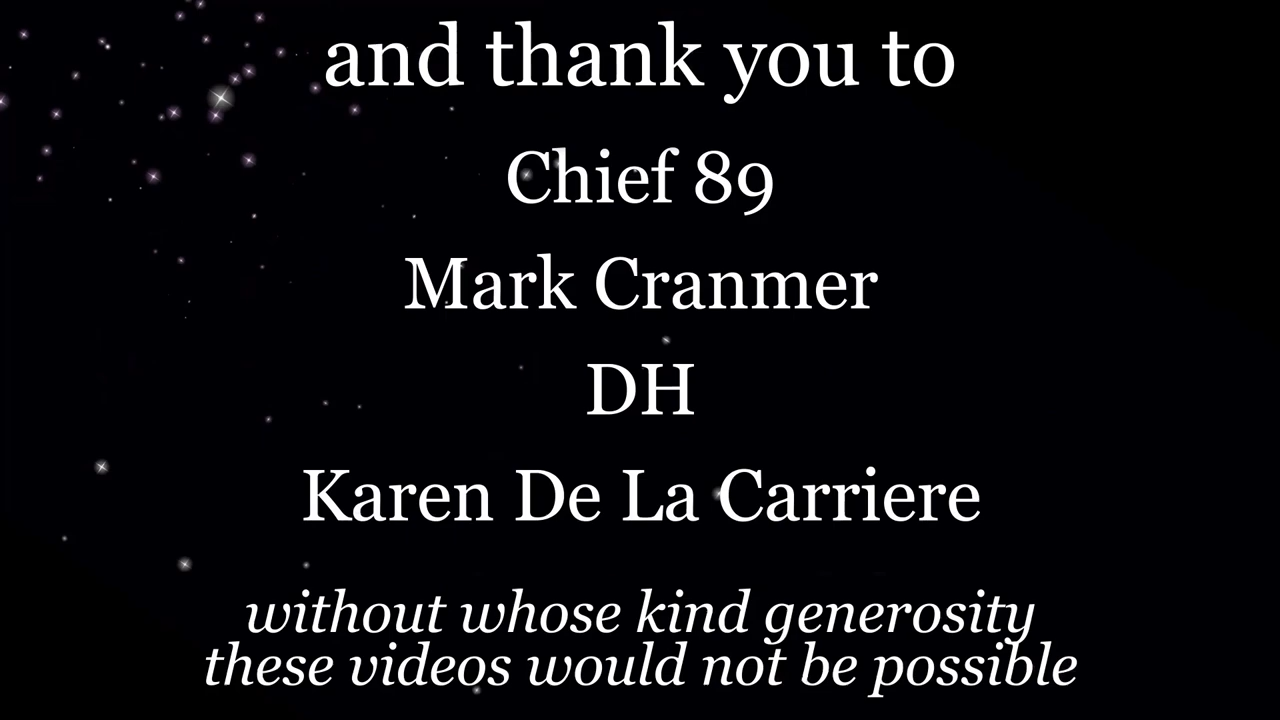 and thank you to
Chief 89
Mark Cranmer
DH
Karen De La Carriere
without whose kind generosity
these videos would not be possible